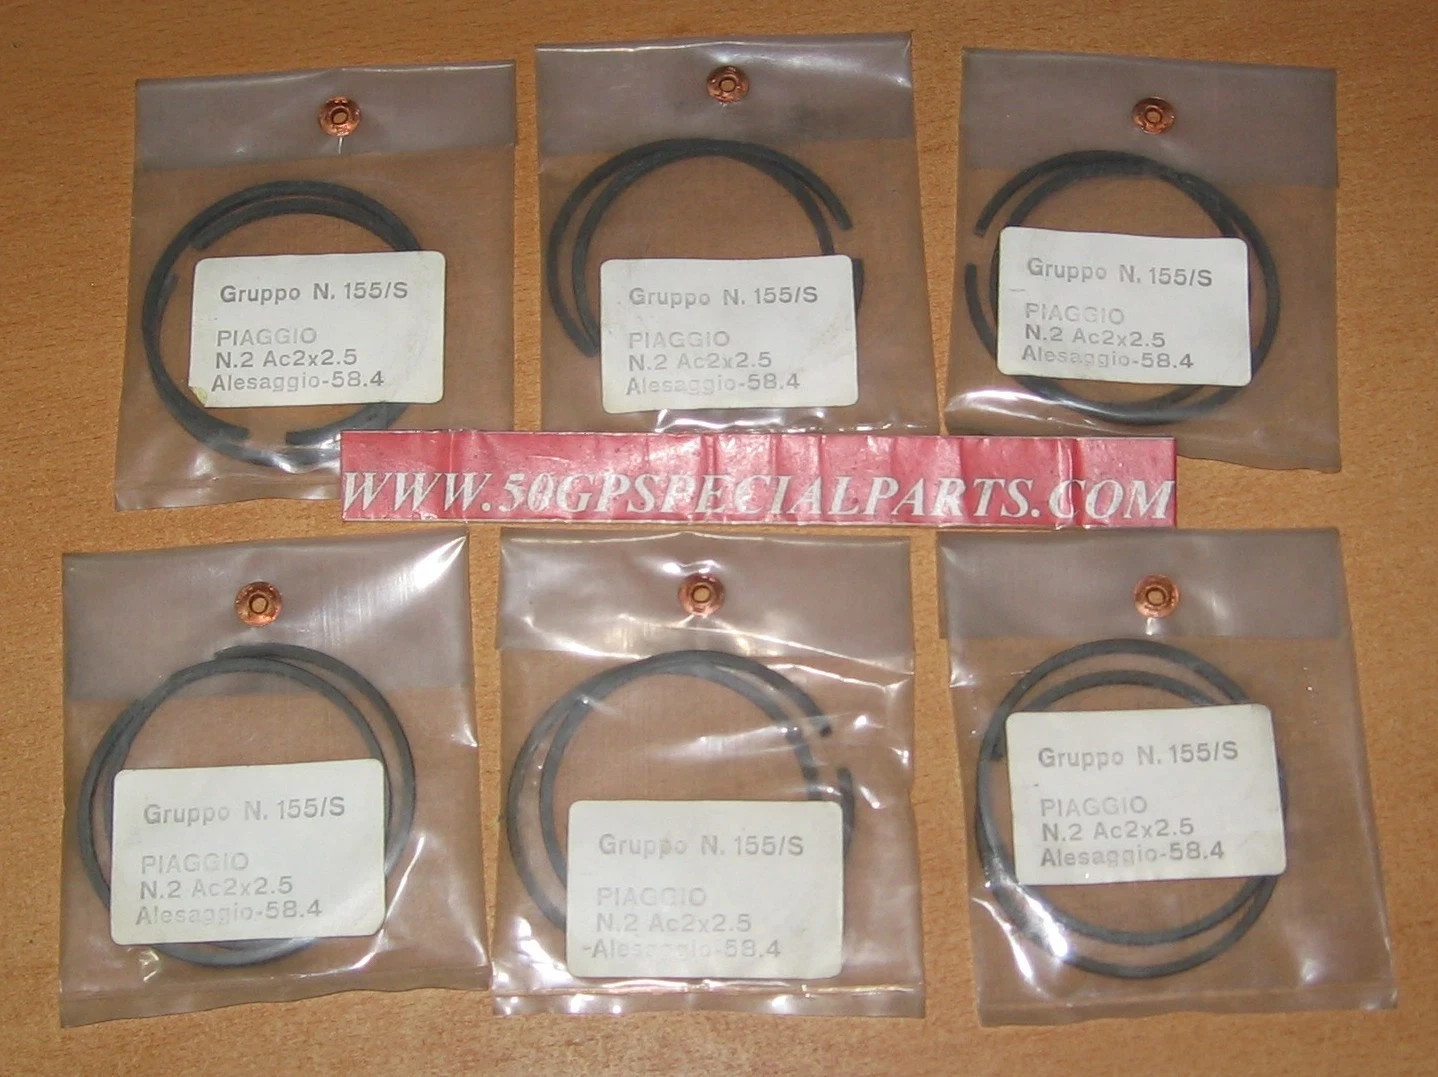 Gruppo N. 155/S
PIAGGIO
N.2 Ac2x2.5
Alesaggio-58.4
Gruppo N. 155/S
PIAGGIO
N.2 Ac2x2.5
Alesaggio-58.4
Gruppo N. 155/S
PIAGGIO
N.2 Ac2x2.5
Alesaggio-58.4
WWW.50GPSPECIALPARTS.COM
Gruppo N. 155/S
PIAGGIO
N.2 Ac2x2.5
Alesaggio-58.4
Gruppo N. 155/S
PIAGGIO
N.2 Ac2x2.5
-Alesaggio-58.4
Gruppo N. 155/S
PIAGGIO
N.2 Ac2x2.5
Alesaggio-58.4